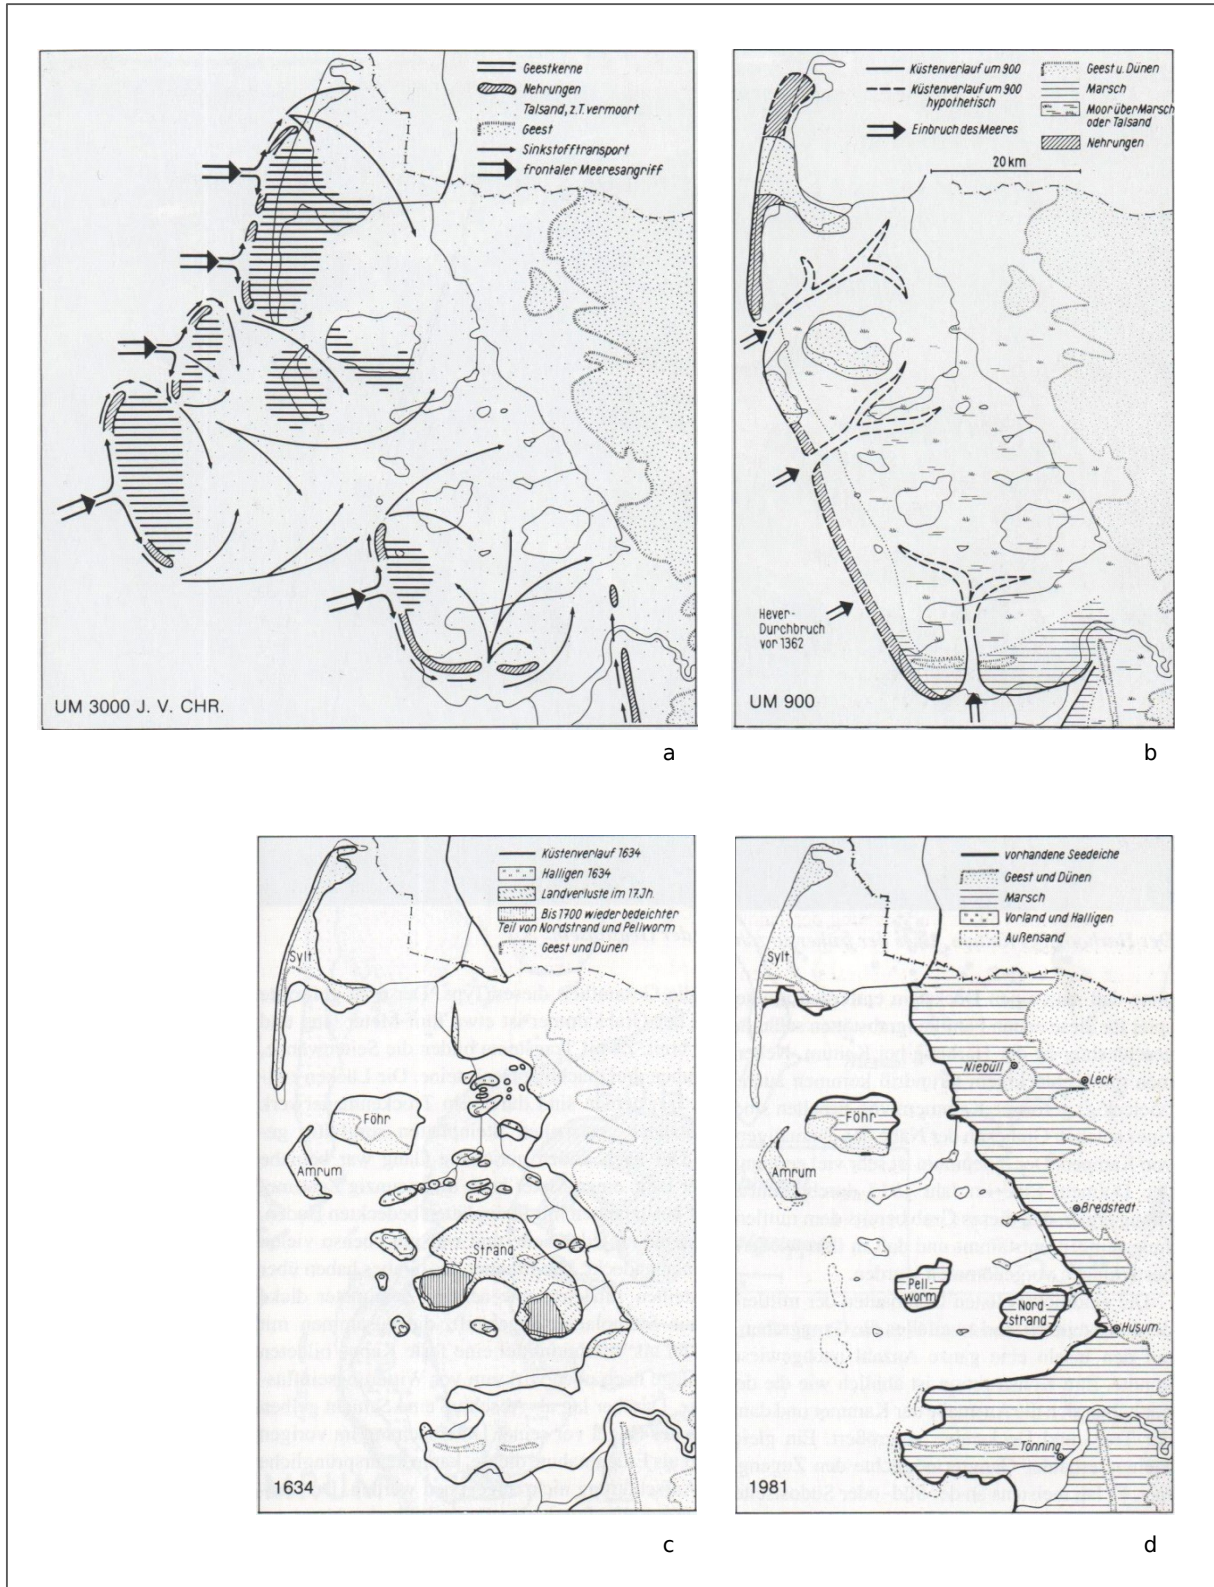 Geestkerne
Nehrungen
Talsand, z.T. vermoort
Geest
Sinkstofftransport
frontaler Meeresangriff
UM 3000 J. V. CHR.
a
Küstenverlauf um 900
Küstenverlauf um 900
hypothetisch
Einbruch des Meeres
Geest u. Dünen
Marsch
Moor über Marsch
oder Talsand
Nehrungen
20 km
Hever-
Durchbruch
vor 1362
UM 900
b
Küstenverlauf 1634
Halligen 1634
Landverluste im 17. Jh.
Bis 1700 wiederbedeichter
Teil von Nordstrand und Pellworm
Geest und Dünen
Sylt
Föhr
Amrum
Strand
1634
c
vorhandene Seedeiche
Geest und Dünen
Marsch
Vorland und Halligen
Außensand
Sylt
Niebüll
Leck
Föhr
Amrum
Bredstedt
Pell-
worm
Nord-
strand
Husum
Tönning
1981
d